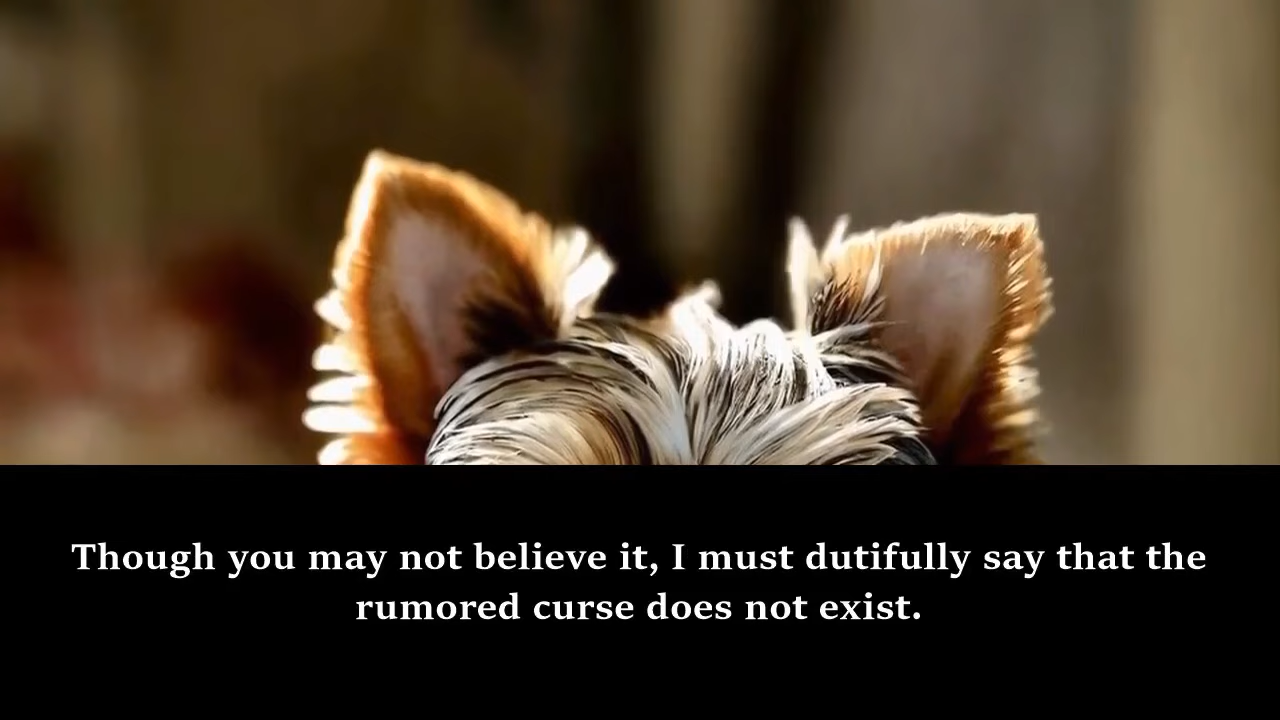 Though you may not believe it, I must dutifully say that the
rumored curse does not exist.